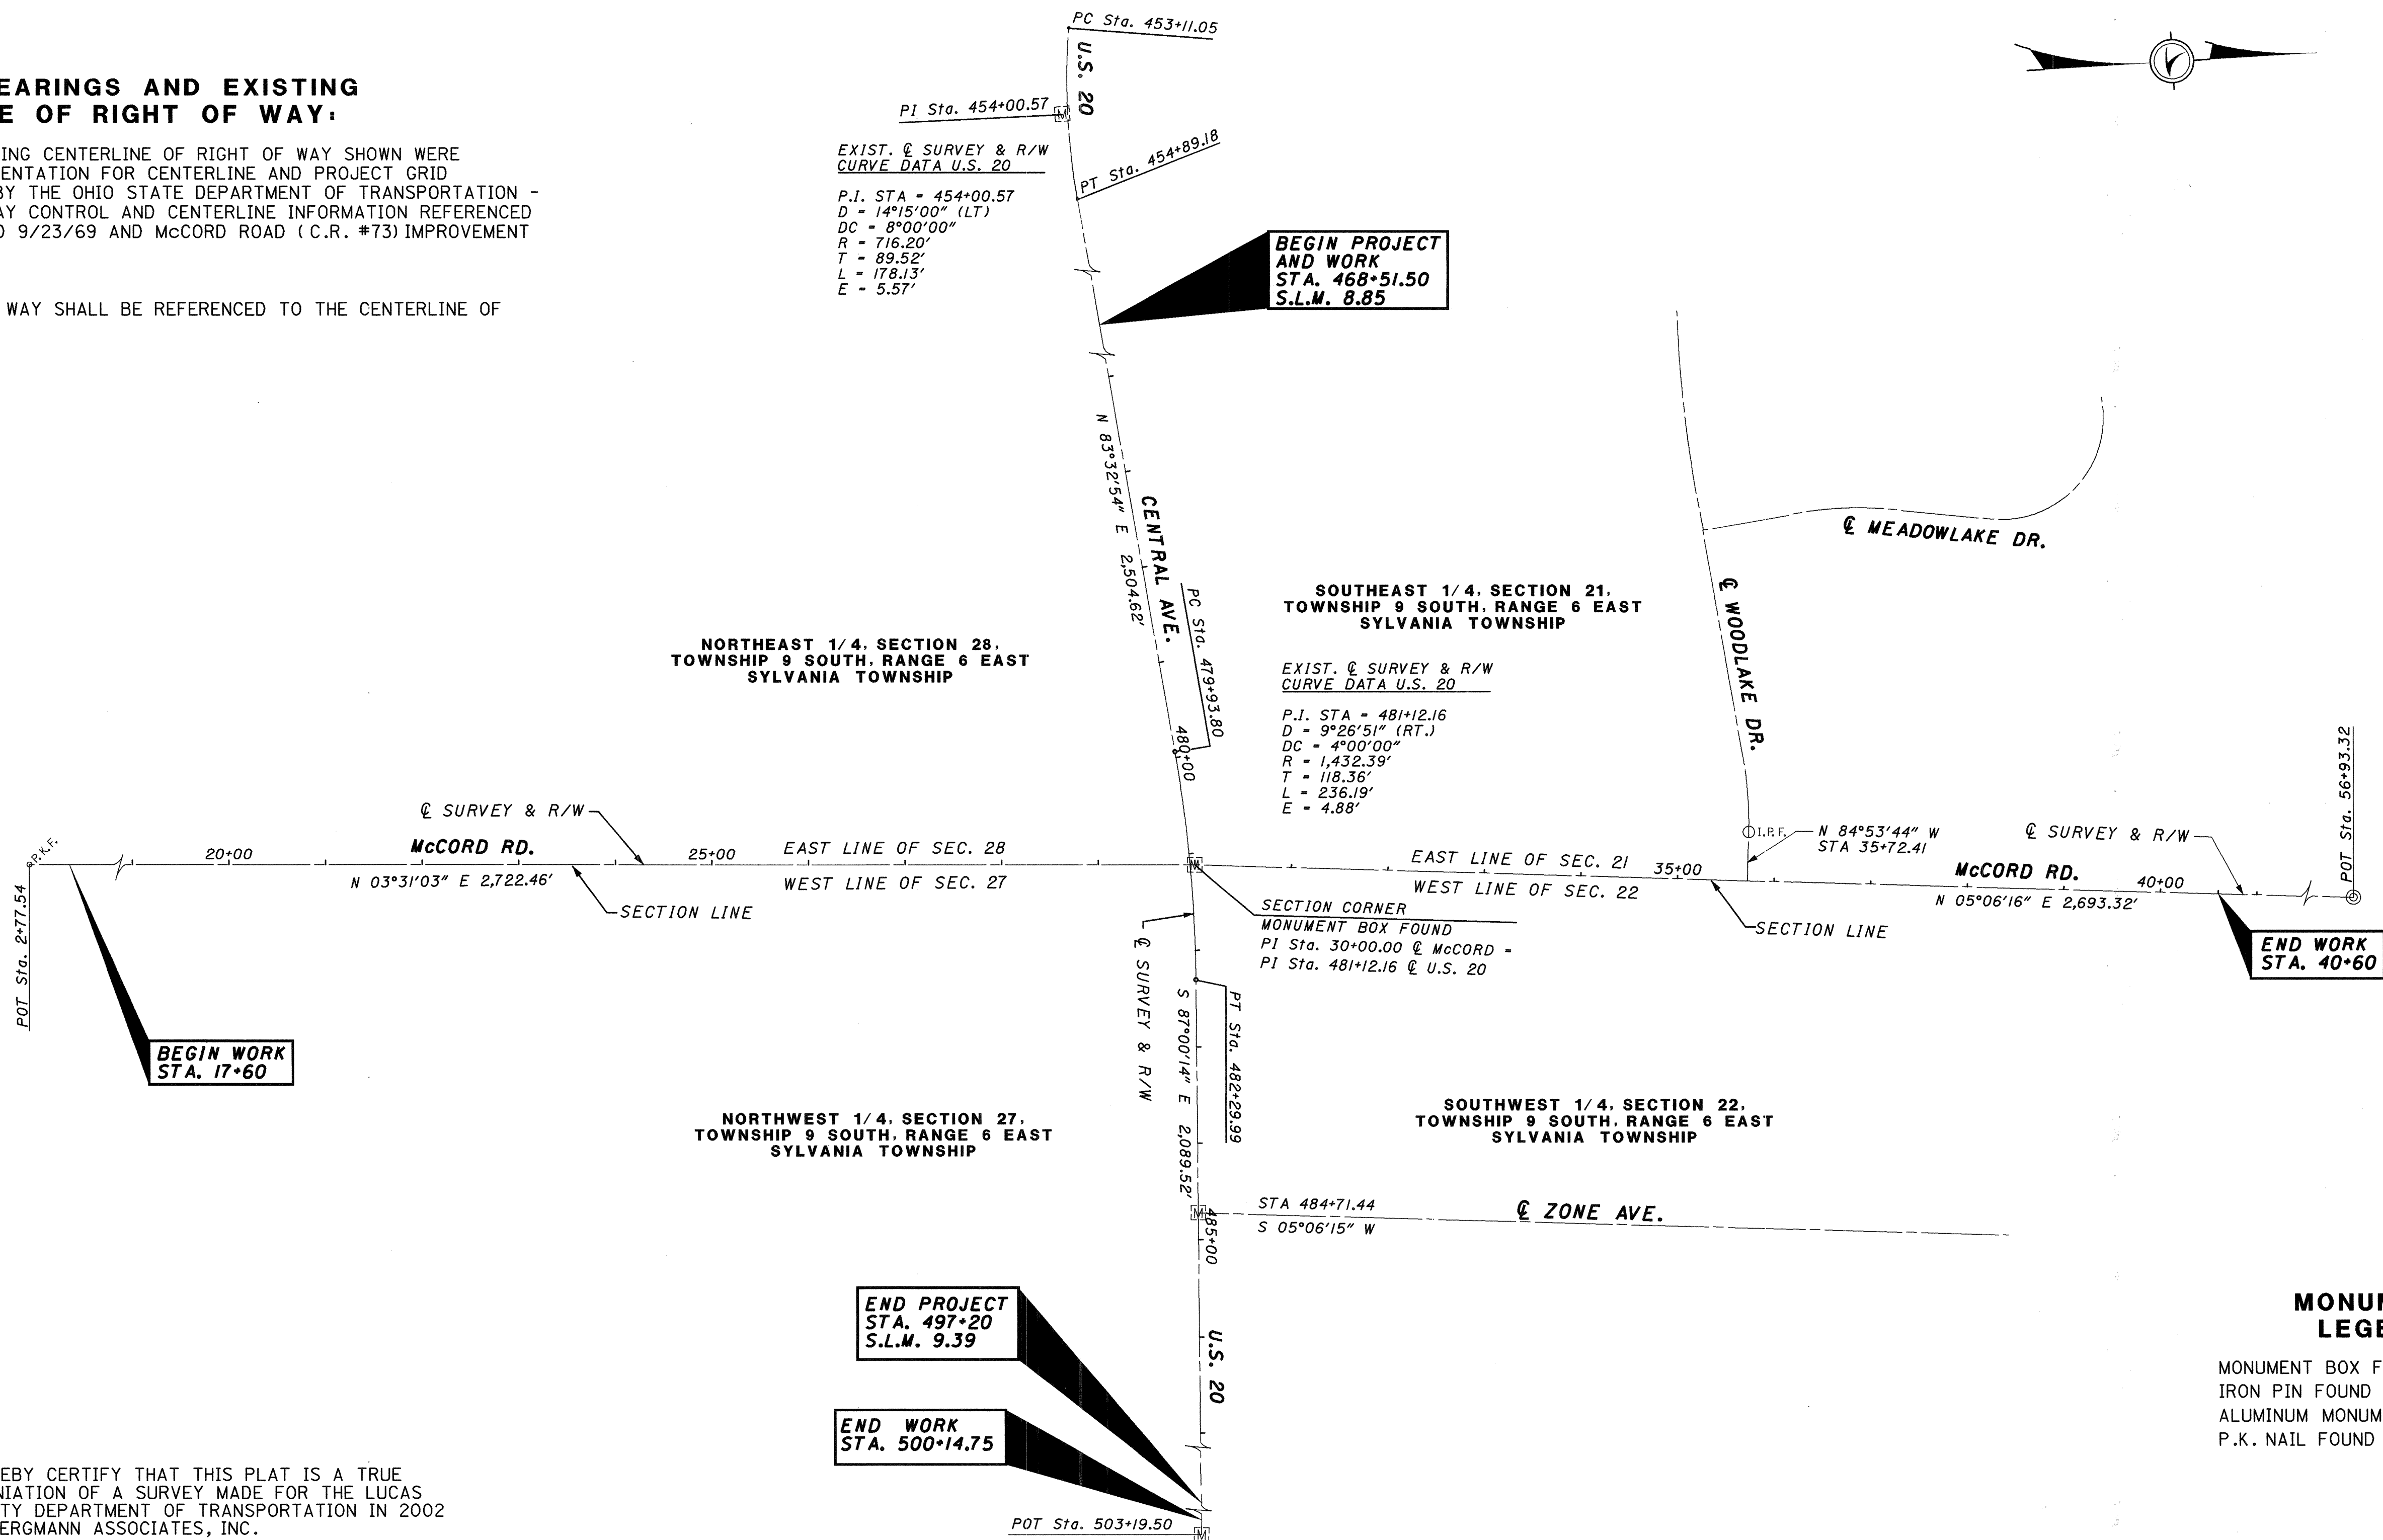 EARINGS AND EXISTING
E OF RIGHT OF WAY:
ING CENTERLINE OF RIGHT OF WAY SHOWN WERE
ENTATION FOR CENTERLINE AND PROJECT GRID
BY THE OHIO STATE DEPARTMENT OF TRANSPORTATION -
AY CONTROL AND CENTERLINE INFORMATION REFERENCED
D 9/23/69 AND McCORD ROAD (C.R. #73) IMPROVEMENT
WAY SHALL BE REFERENCED TO THE CENTERLINE OF
PC Sta. 453+11.05
U.S. 20
PI Sta. 454+00.57
M
PT Sta. 454+89.18
EXIST. ℄ SURVEY & R/W
CURVE DATA U.S. 20
P.I. STA = 454+00.57
D = 14°15'00" (LT)
DC = 8°00'00"
R = 716.20'
T = 89.52'
L = 178.13'
E = 5.57'
BEGIN PROJECT
AND WORK
STA. 468+51.50
S.L.M. 8.85
N 83°32'54" E 2,504.62'
CENTRAL AVE.
PC Sta. 479+93.80
480+00
℄ MEADOWLAKE DR.
℄ WOODLAKE DR.
SOUTHEAST 1/4, SECTION 21,
TOWNSHIP 9 SOUTH, RANGE 6 EAST
SYLVANIA TOWNSHIP
NORTHEAST 1/4, SECTION 28,
TOWNSHIP 9 SOUTH, RANGE 6 EAST
SYLVANIA TOWNSHIP
EXIST. ℄ SURVEY & R/W
CURVE DATA U.S. 20
P.I. STA = 481+12.16
D = 9°26'51" (RT.)
DC = 4°00'00"
R = 1,432.39'
T = 118.36'
L = 236.19'
E = 4.88'
P.K.F.
POT Sta. 2+77.54
20+00
℄ SURVEY & R/W
McCORD RD.
N 03°31'03" E 2,722.46'
SECTION LINE
25+00
EAST LINE OF SEC. 28
WEST LINE OF SEC. 27
M
EAST LINE OF SEC. 21
WEST LINE OF SEC. 22
35+00
I.P.F.
N 84°53'44" W
STA 35+72.41
℄ SURVEY & R/W
McCORD RD.
40+00
N 05°06'16" E 2,693.32'
SECTION LINE
POT Sta. 56+93.32
END WORK
STA. 40+60
SECTION CORNER
MONUMENT BOX FOUND
PI Sta. 30+00.00 ℄ McCORD =
PI Sta. 481+12.16 ℄ U.S. 20
BEGIN WORK
STA. 17+60
℄ SURVEY & R/W
S 87°00'14" E 2,089.52'
PT Sta. 482+29.99
NORTHWEST 1/4, SECTION 27,
TOWNSHIP 9 SOUTH, RANGE 6 EAST
SYLVANIA TOWNSHIP
SOUTHWEST 1/4, SECTION 22,
TOWNSHIP 9 SOUTH, RANGE 6 EAST
SYLVANIA TOWNSHIP
M
485+00
STA 484+71.44
S 05°06'15" W
℄ ZONE AVE.
END PROJECT
STA. 497+20
S.L.M. 9.39
U.S. 20
END WORK
STA. 500+14.75
POT Sta. 503+19.50
M
MONUM
LEGE
MONUMENT BOX F
IRON PIN FOUND
ALUMINUM MONUM
P.K. NAIL FOUND
EBY CERTIFY THAT THIS PLAT IS A TRUE
NIATION OF A SURVEY MADE FOR THE LUCAS
TY DEPARTMENT OF TRANSPORTATION IN 2002
ERGMANN ASSOCIATES, INC.